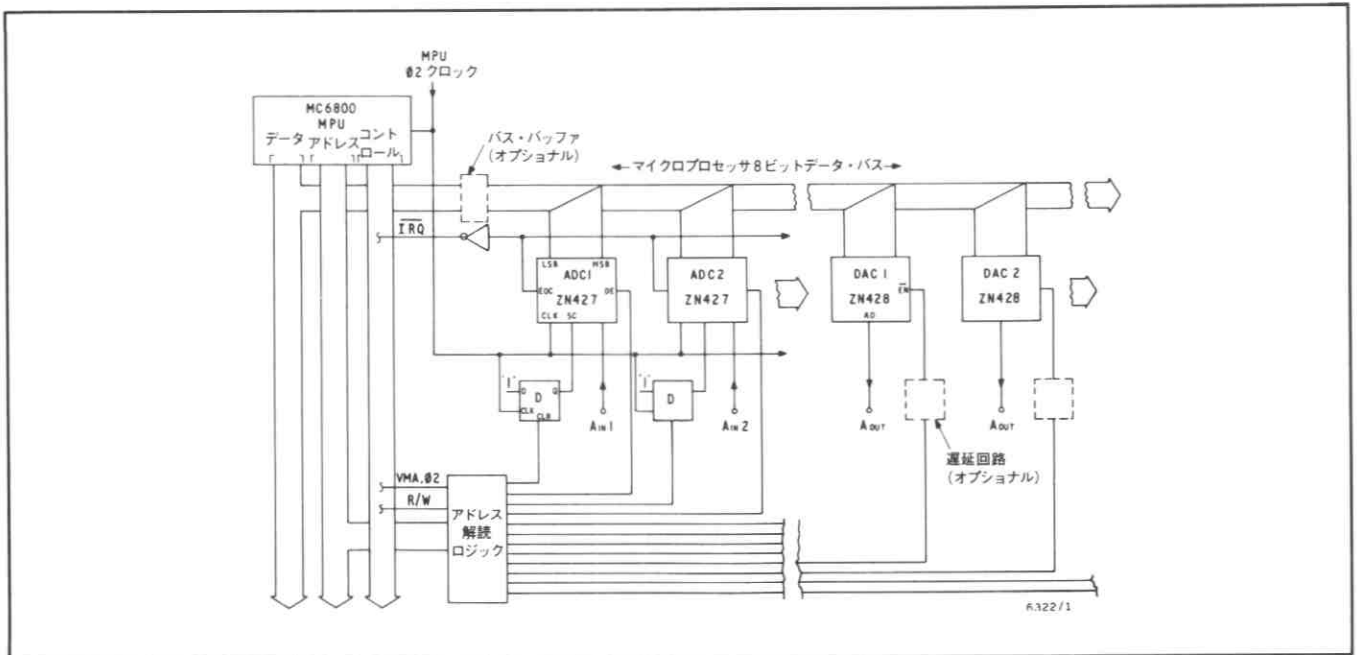 MPU
Ø2 クロック
MC6800
MPU
データ アドレス コント
ロール
バス・バッファ
(オプショナル)
マイクロプロセッサ8ビットデータ・バス
IRQ
LSB MSB
ADC1
EOC OE
ZN427
CLK SC
ADC2
ZN427
DAC 1
EN
ZN428
AO
DAC 2
ZN428
"1"
D Q
D
CLK
CLR
"1"
D
AIN 1
AIN 2
AOUT
AOUT
遅延回路
(オプショナル)
VMA,Ø2
R/W
アドレス
解読
ロジック
6322/1